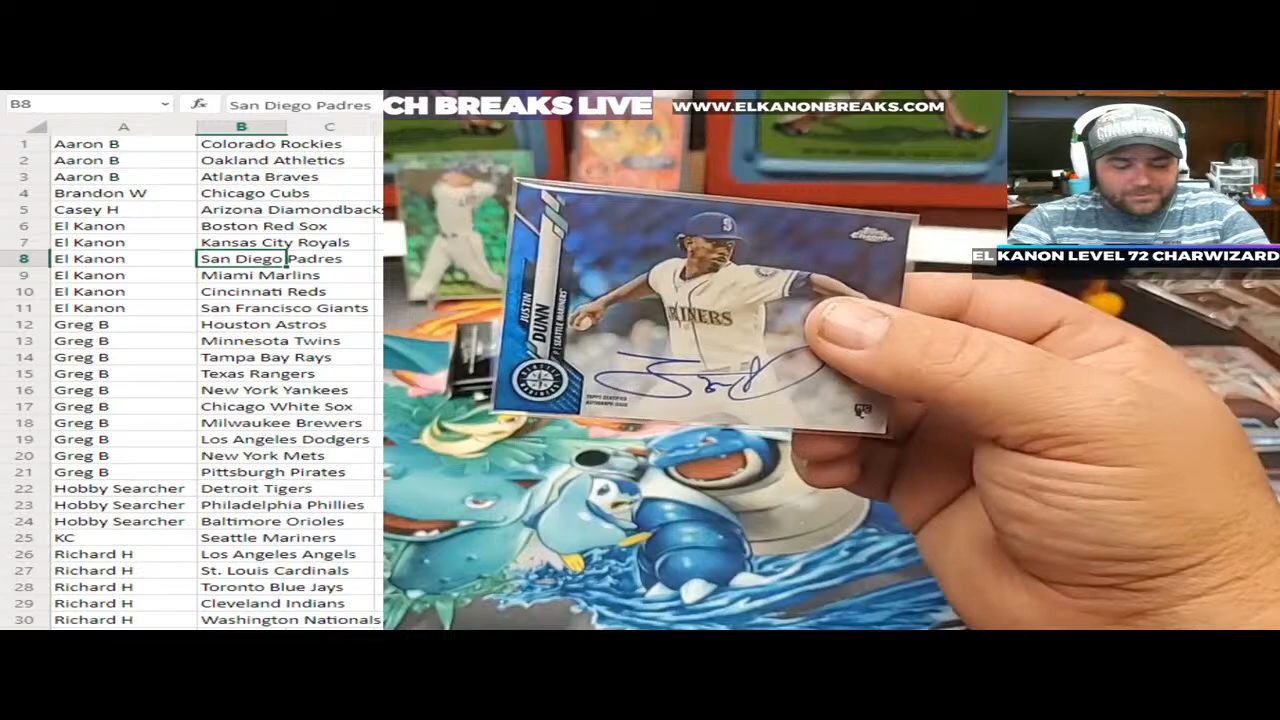 B8
fx
San Diego Padres
A B C
1 Aaron B Colorado Rockies
2 Aaron B Oakland Athletics
3 Aaron B Atlanta Braves
4 Brandon W Chicago Cubs
5 Casey H Arizona Diamondbacks
6 El Kanon Boston Red Sox
7 El Kanon Kansas City Royals
8 El Kanon San Diego Padres
9 El Kanon Miami Marlins
10 El Kanon Cincinnati Reds
11 El Kanon San Francisco Giants
12 Greg B Houston Astros
13 Greg B Minnesota Twins
14 Greg B Tampa Bay Rays
15 Greg B Texas Rangers
16 Greg B New York Yankees
17 Greg B Chicago White Sox
18 Greg B Milwaukee Brewers
19 Greg B Los Angeles Dodgers
20 Greg B New York Mets
21 Greg B Pittsburgh Pirates
22 Hobby Searcher Detroit Tigers
23 Hobby Searcher Philadelphia Phillies
24 Hobby Searcher Baltimore Orioles
25 KC Seattle Mariners
26 Richard H Los Angeles Angels
27 Richard H St. Louis Cardinals
28 Richard H Toronto Blue Jays
29 Richard H Cleveland Indians
30 Richard H Washington Nationals
CH BREAKS LIVE
WWW.ELKANONBREAKS.COM
EL KANON LEVEL 72 CHARWIZARD
JUSTIN
DUNN
P | SEATTLE MARINERS
RINERS
TOPPS CERTIFIED
AUTOGRAPH ISSUE
RC